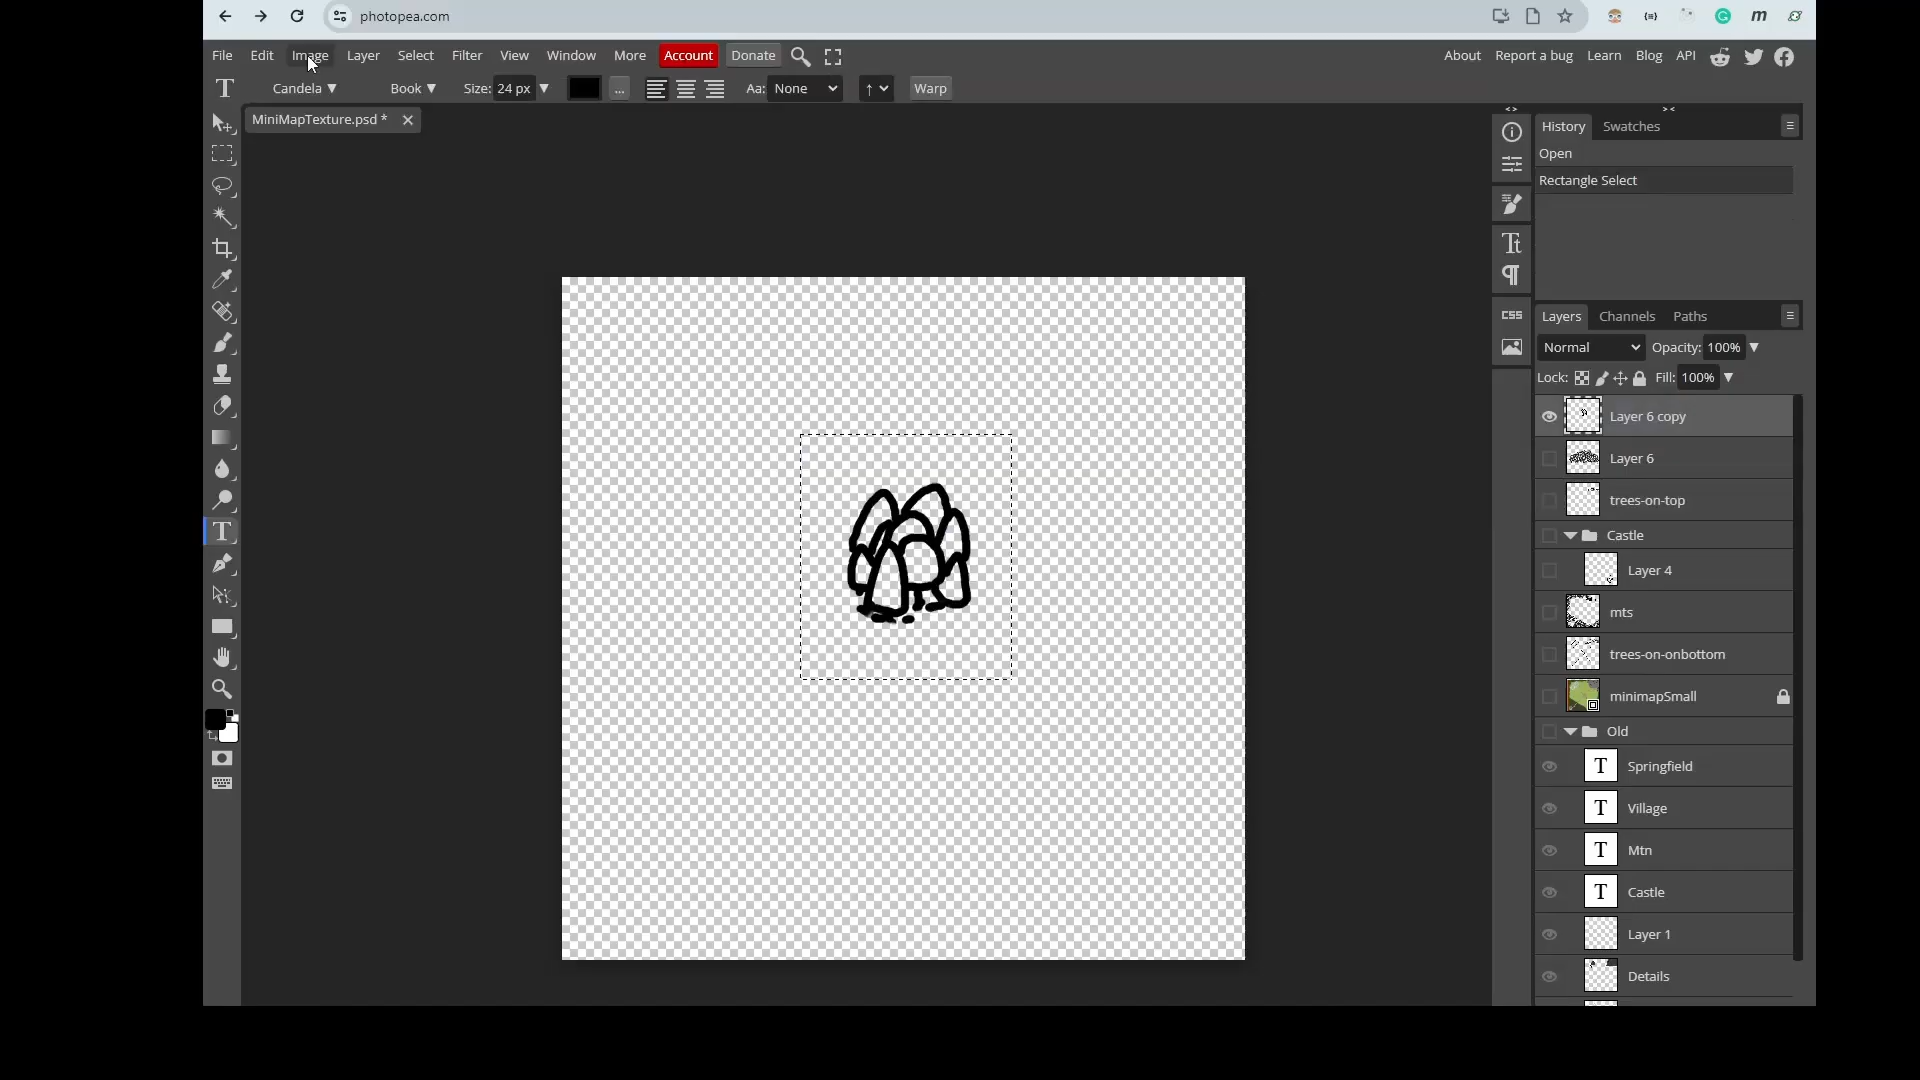 photopea.com
File Edit Image Layer Select Filter View Window More Account Donate About Report a bug Learn Blog API
T Candela Book Size: 24 px ... Aa: None Warp
MiniMapTexture.psd *
History Swatches
Open
Rectangle Select
CSS
Layers Channels Paths
Normal Opacity: 100%
Lock: Fill: 100%
Layer 6 copy
Layer 6
trees-on-top
Castle
Layer 4
mts
trees-on-onbottom
minimapSmall
Old
T Springfield
T Village
T Mtn
T Castle
Layer 1
Details